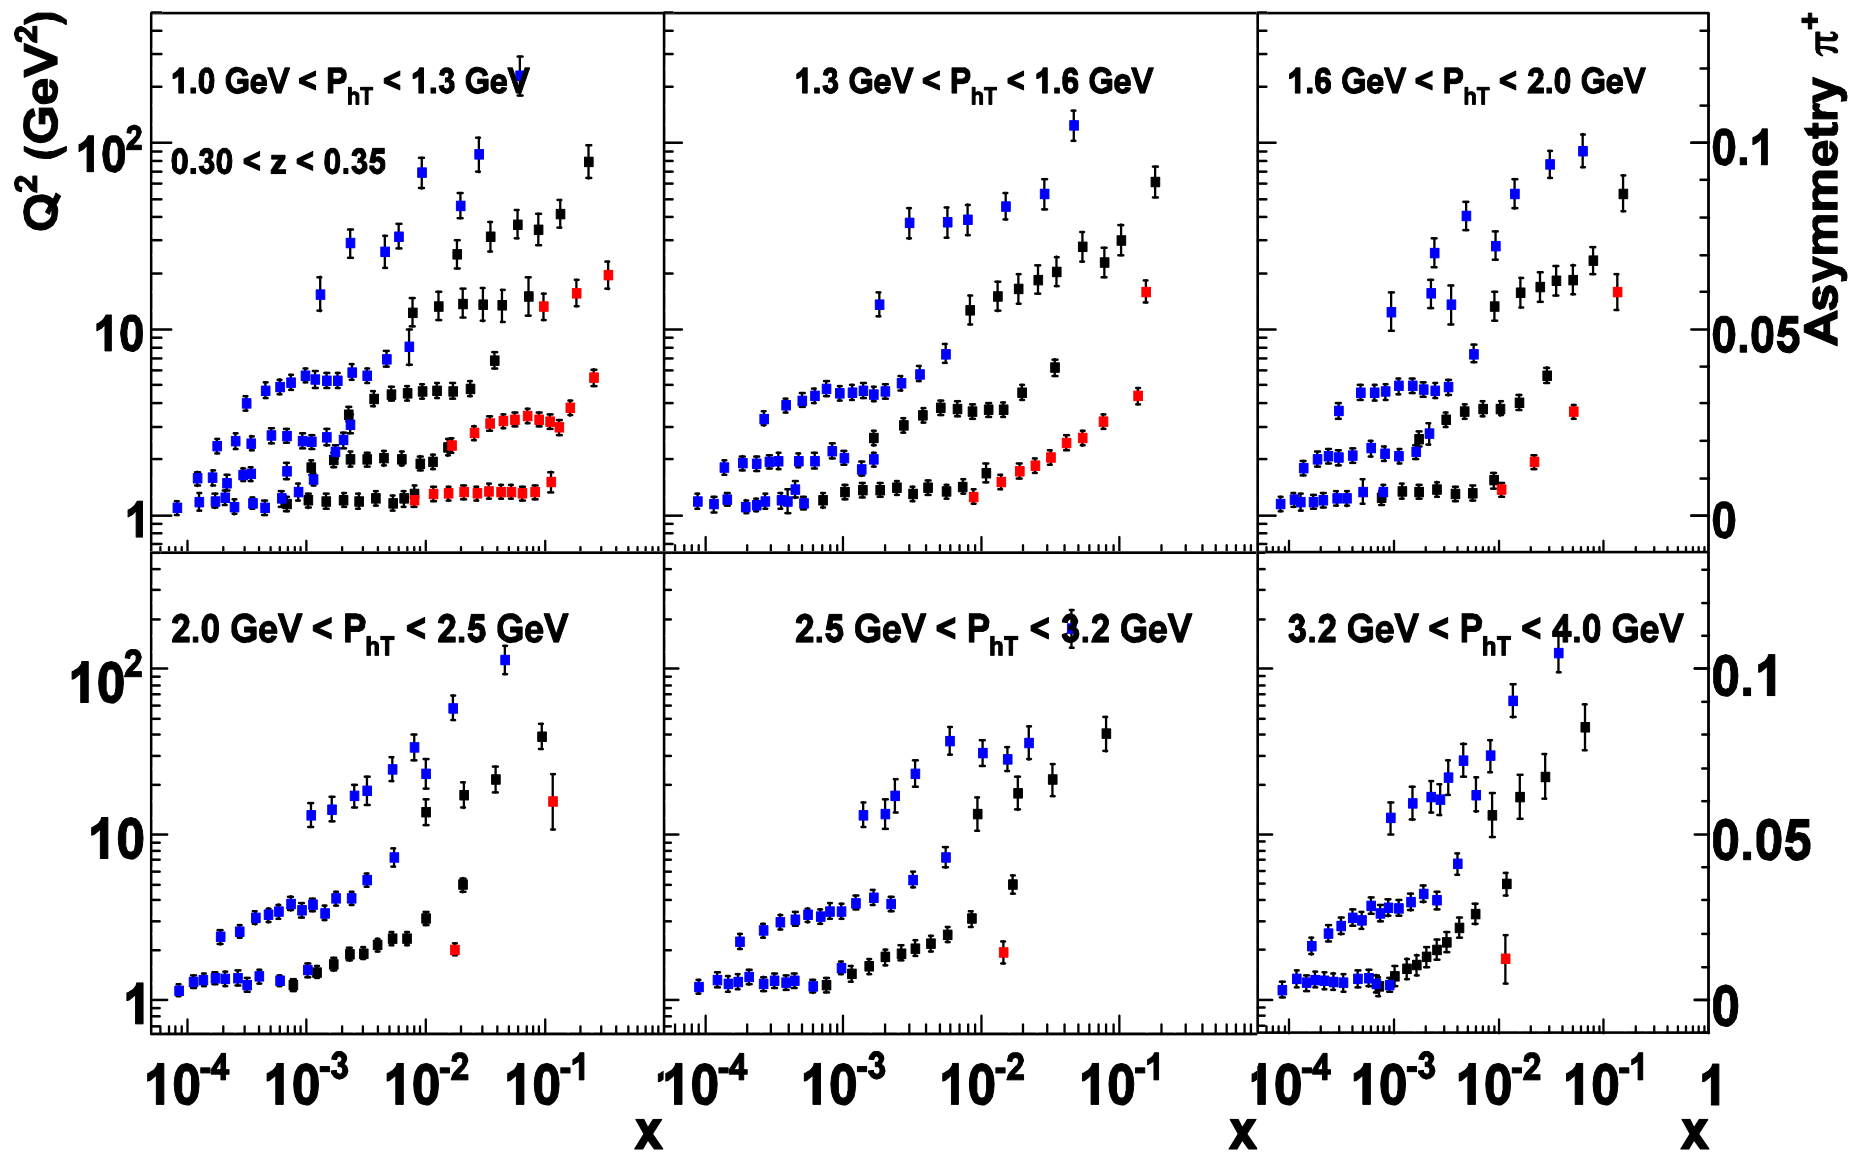 Q² (GeV²)
1.0 GeV < P_hT < 1.3 GeV
0.30 < z < 0.35
1.3 GeV < P_hT < 1.6 GeV
1.6 GeV < P_hT < 2.0 GeV
Asymmetry π⁺
10²
10
1
0.1
0.05
0
2.0 GeV < P_hT < 2.5 GeV
2.5 GeV < P_hT < 3.2 GeV
3.2 GeV < P_hT < 4.0 GeV
10²
10
1
0.1
0.05
0
10⁻⁴ 10⁻³ 10⁻² 10⁻¹
10⁻⁴ 10⁻³ 10⁻² 10⁻¹
10⁻⁴ 10⁻³ 10⁻² 10⁻¹ 1
x
x
x